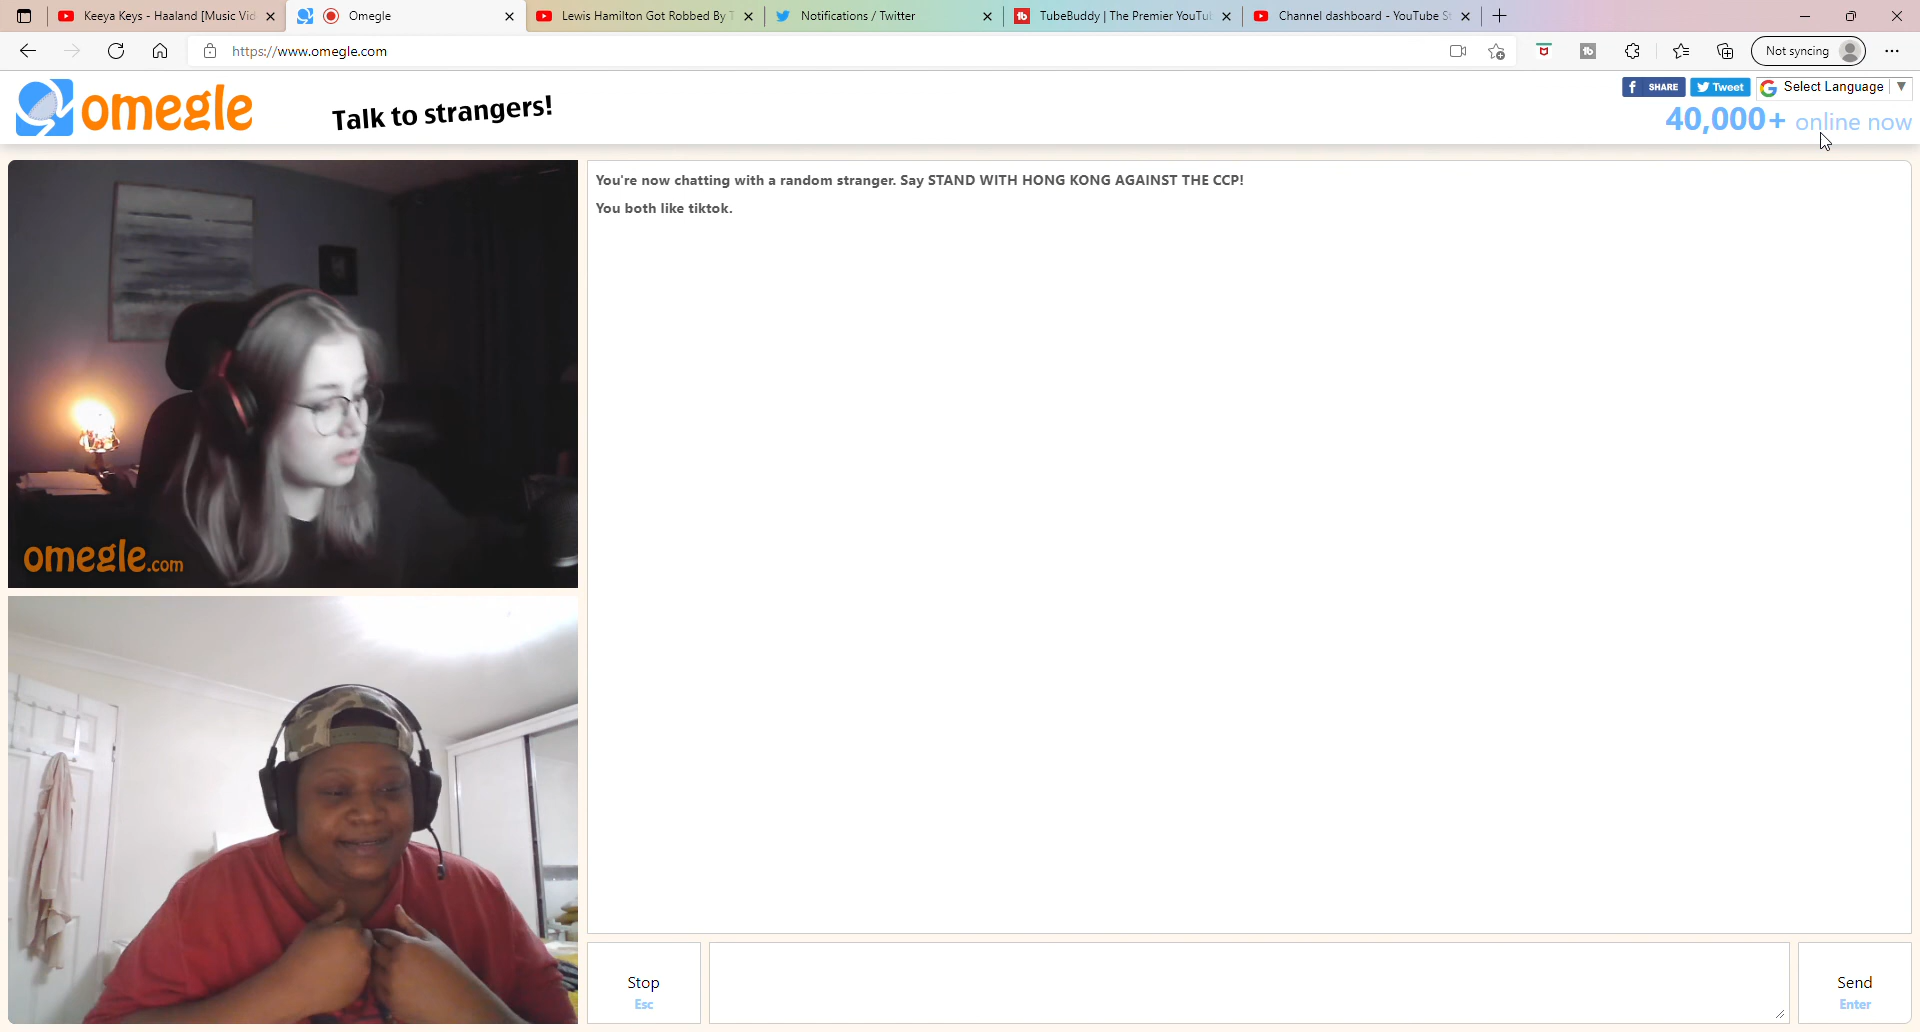 Keeya Keys - Haaland [Music Vid
Omegle
Lewis Hamilton Got Robbed By T
Notifications / Twitter
TubeBuddy | The Premier YouTu
Channel dashboard - YouTube St
https://www.omegle.com
Not syncing
omegle
Talk to strangers!
SHARE
Tweet
Select Language
40,000+ online now
You're now chatting with a random stranger. Say STAND WITH HONG KONG AGAINST THE CCP!
You both like tiktok.
omegle.com
Stop
Esc
Send
Enter